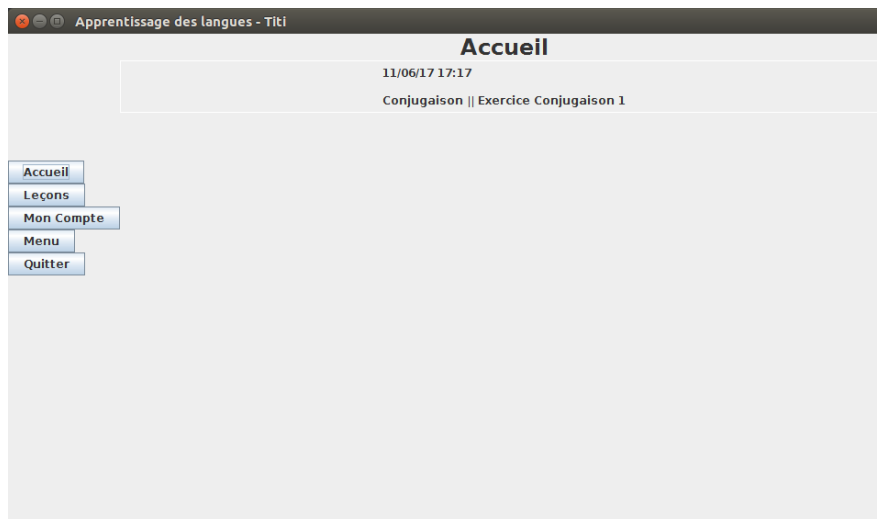 Apprentissage des langues - Titi
Accueil
11/06/17 17:17
Conjugaison || Exercice Conjugaison 1
Accueil
Leçons
Mon Compte
Menu
Quitter